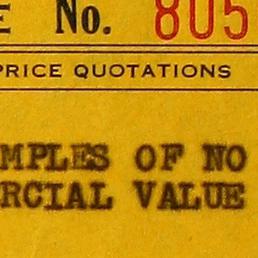 E No. 805
PRICE QUOTATIONS
MPLES OF NO
RCIAL VALUE